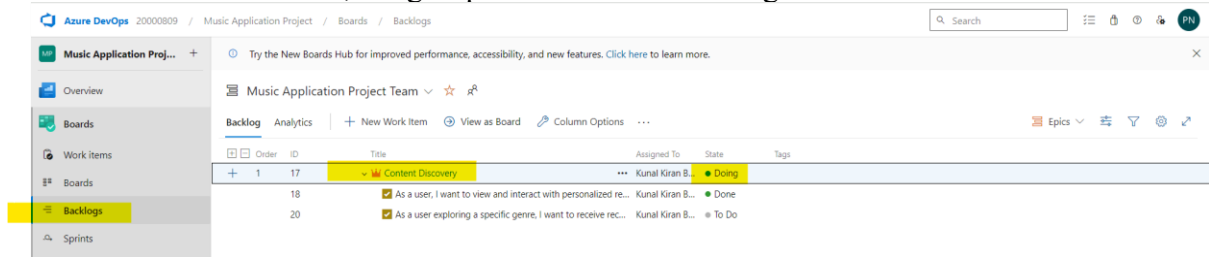 Azure DevOps 20000809 / Music Application Project / Boards / Backlogs Search PN
MP Music Application Proj... + Try the New Boards Hub for improved performance, accessibility, and new features. Click here to learn more.
Overview Music Application Project Team
Boards Backlog Analytics New Work Item View as Board Column Options ... Epics
Work items Order ID Title Assigned To State Tags
1 17 Content Discovery ... Kunal Kiran B... Doing
Boards 18 As a user, I want to view and interact with personalized re... Kunal Kiran B... Done
Backlogs 20 As a user exploring a specific genre, I want to receive rec... Kunal Kiran B... To Do
Sprints